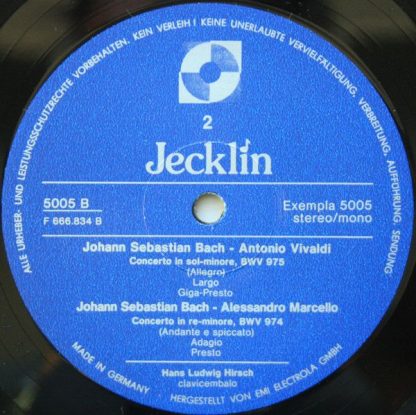 ALLE URHEBER- UND LEISTUNGSSCHUTZRECHTE VORBEHALTEN. KEIN VERLEIH! KEINE UNERLAUBTE VERVIELFÄLTIGUNG, VERBREITUNG, AUFFÜHRUNG, SENDUNG
2
Jecklin
5005 B
F 666.834 B
Exempla 5005
stereo/mono
Johann Sebastian Bach - Antonio Vivaldi
Concerto in sol-minore, BWV 975
(Allegro)
Largo
Giga-Presto
Johann Sebastian Bach - Alessandro Marcello
Concerto in re-minore, BWV 974
(Andante e spiccato)
Adagio
Presto
Hans Ludwig Hirsch
clavicembalo
MADE IN GERMANY · HERGESTELLT VON EMI ELECTROLA GMBH